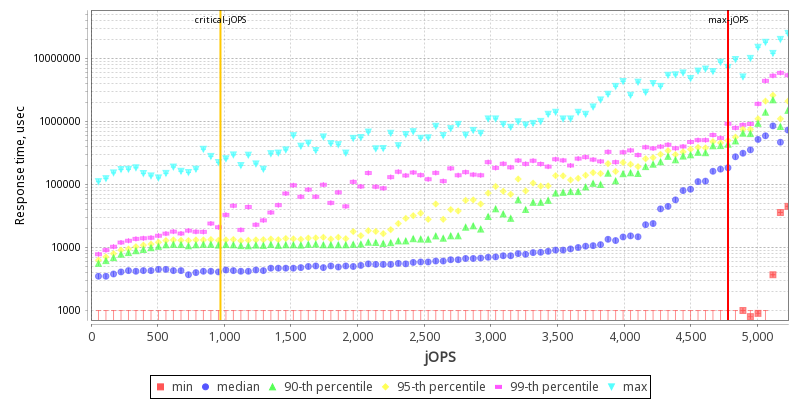 critical-jOPS
max-jOPS
Response time, usec
10000000
1000000
100000
10000
1000
0
500
1,000
1,500
2,000
2,500
3,000
3,500
4,000
4,500
5,000
jOPS
min
median
90-th percentile
95-th percentile
99-th percentile
max